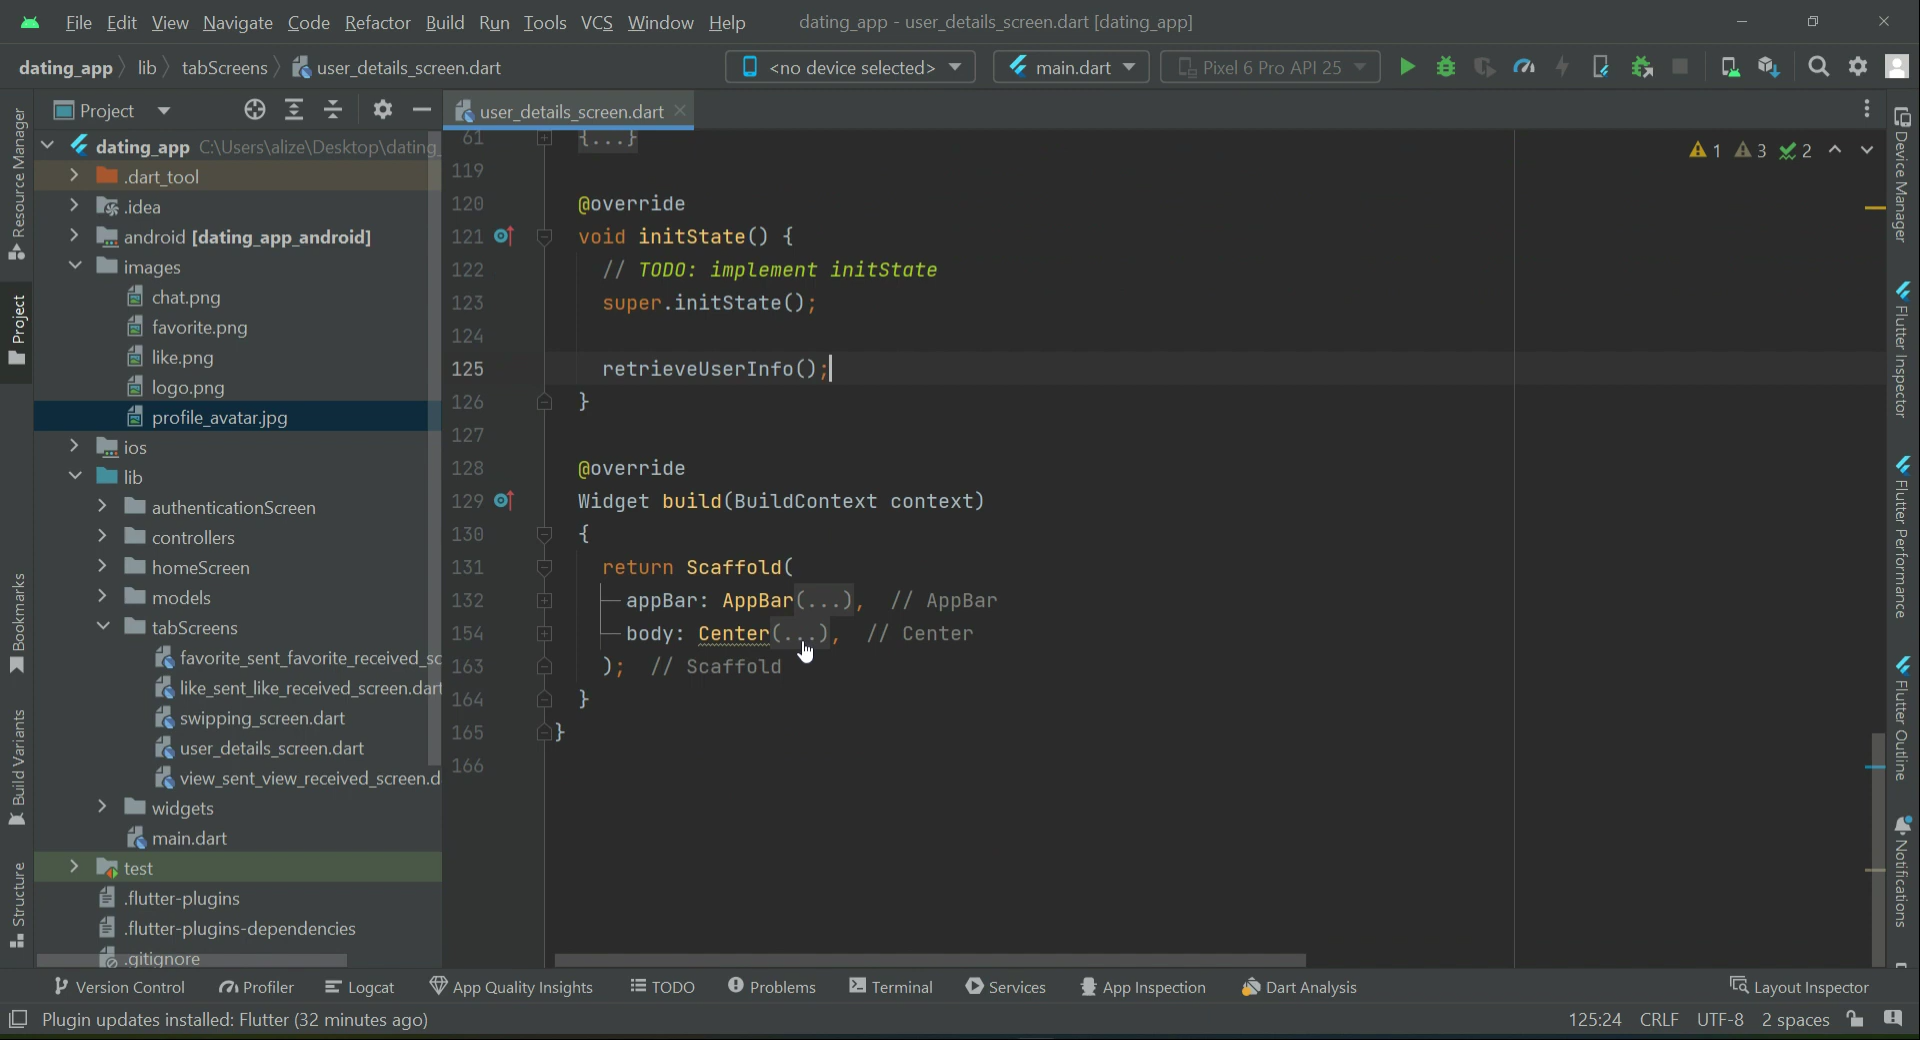 File Edit View Navigate Code Refactor Build Run Tools VCS Window Help dating_app - user_details_screen.dart [dating_app]
dating_app lib tabScreens user_details_screen.dart <no device selected> main.dart Pixel 6 Pro API 25
Project user_details_screen.dart
Resource Manager
Project
Bookmarks
Build Variants
Structure
dating_app C:\Users\alize\Desktop\dating_
.dart_tool
.idea
android [dating_app_android]
images
chat.png
favorite.png
like.png
logo.png
profile_avatar.jpg
ios
lib
authenticationScreen
controllers
homeScreen
models
tabScreens
favorite_sent_favorite_received_sc
like_sent_like_received_screen.dart
swipping_screen.dart
user_details_screen.dart
view_sent_view_received_screen.d
widgets
main.dart
test
.flutter-plugins
.flutter-plugins-dependencies
.gitignore
61 {...}
119
120 @override
121 void initState() {
122 // TODO: implement initState
123 super.initState();
124
125 retrieveUserInfo();
126 }
127
128 @override
129 Widget build(BuildContext context)
130 {
131 return Scaffold(
132 appBar: AppBar(...), // AppBar
154 body: Center(...), // Center
163 ); // Scaffold
164 }
165 }
166
1 3 2
Device Manager
Flutter Inspector
Flutter Performance
Flutter Outline
Notifications
Version Control Profiler Logcat App Quality Insights TODO Problems Terminal Services App Inspection Dart Analysis Layout Inspector
Plugin updates installed: Flutter (32 minutes ago) 125:24 CRLF UTF-8 2 spaces